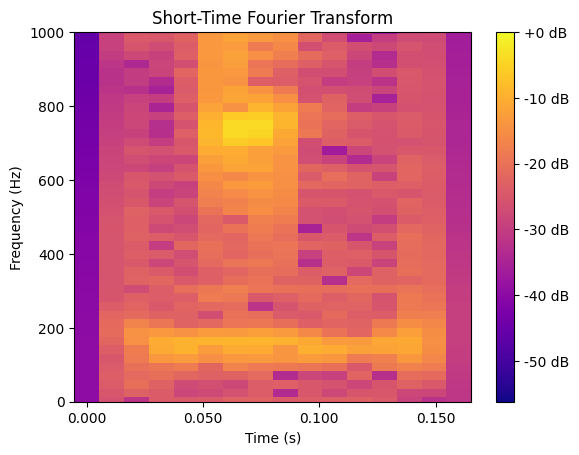 Short-Time Fourier Transform
1000
800
600
400
200
0
Frequency (Hz)
0.000
0.050
0.100
0.150
Time (s)
+0 dB
-10 dB
-20 dB
-30 dB
-40 dB
-50 dB